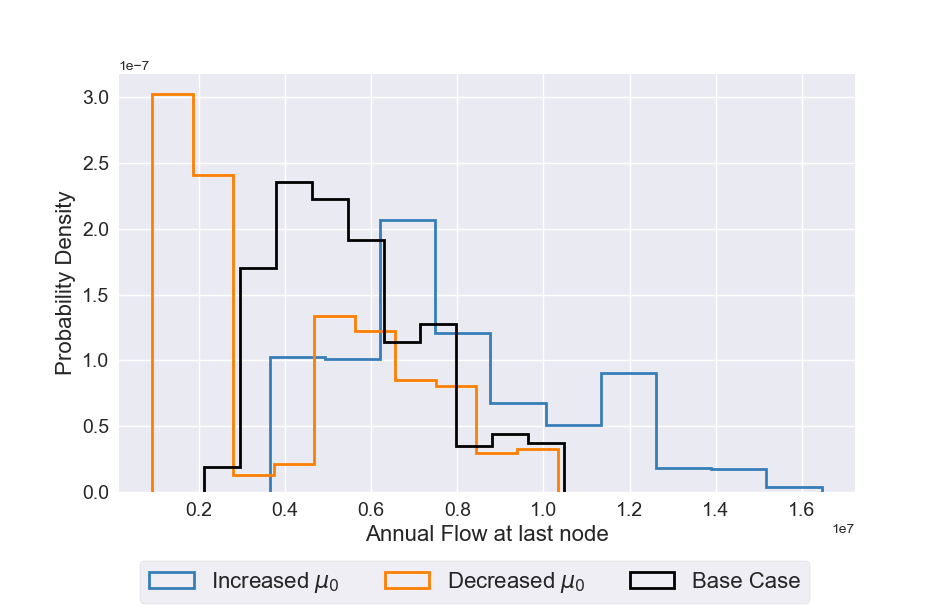 1e−7
3.0
2.5
2.0
1.5
1.0
0.5
0.0
Probability Density
0.2 0.4 0.6 0.8 1.0 1.2 1.4 1.6
1e7
Annual Flow at last node
Increased μ₀ Decreased μ₀ Base Case